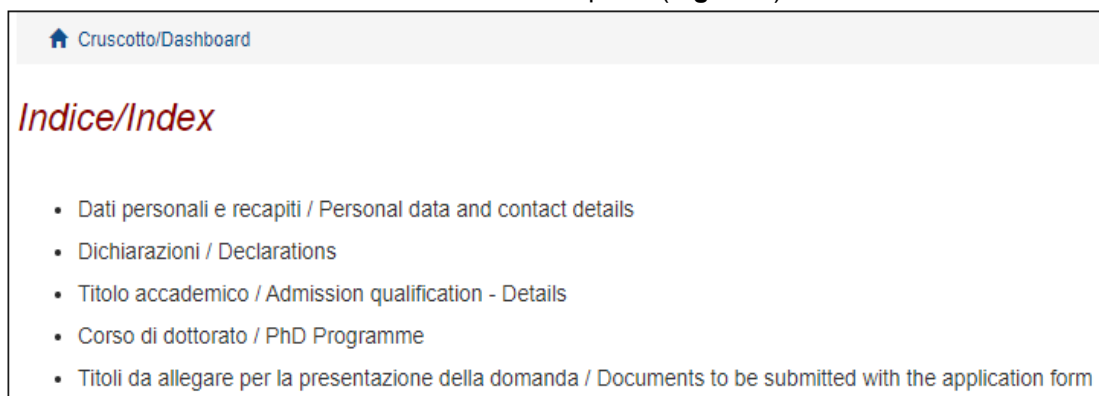 Cruscotto/Dashboard
Indice/Index
• Dati personali e recapiti / Personal data and contact details
• Dichiarazioni / Declarations
• Titolo accademico / Admission qualification - Details
• Corso di dottorato / PhD Programme
• Titoli da allegare per la presentazione della domanda / Documents to be submitted with the application form